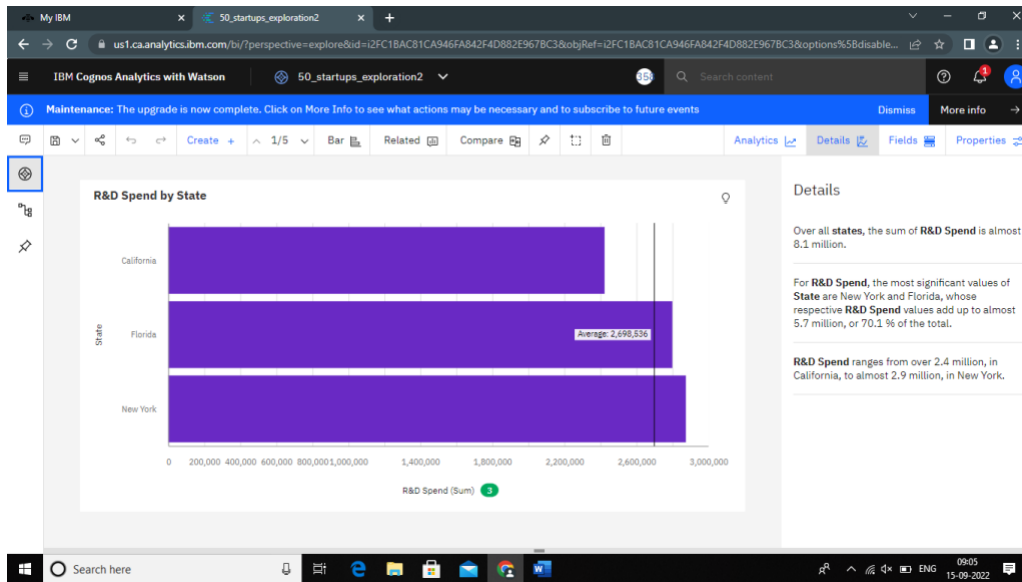 My IBM
50_startups_exploration2
us1.ca.analytics.ibm.com/bi/?perspective=explore&id=i2FC1BAC81CA946FA842F4D882E967BC3&objRef=i2FC1BAC81CA946FA842F4D882E967BC3&options%5Bdisable...
IBM Cognos Analytics with Watson
50_startups_exploration2
358
Search content
1
Maintenance: The upgrade is now complete. Click on More Info to see what actions may be necessary and to subscribe to future events
Dismiss
More info
Create +
1/5
Bar
Related
Compare
Analytics
Details
Fields
Properties
R&D Spend by State
State
California
Florida
New York
Average: 2,698,536
0 200,000 400,000 600,000 800,000 1,000,000 1,400,000 1,800,000 2,200,000 2,600,000 3,000,000
R&D Spend (Sum) 3
Details
Over all states, the sum of R&D Spend is almost
8.1 million.
For R&D Spend, the most significant values of
State are New York and Florida, whose
respective R&D Spend values add up to almost
5.7 million, or 70.1 % of the total.
R&D Spend ranges from over 2.4 million, in
California, to almost 2.9 million, in New York.
Search here
ENG
09:05
15-09-2022